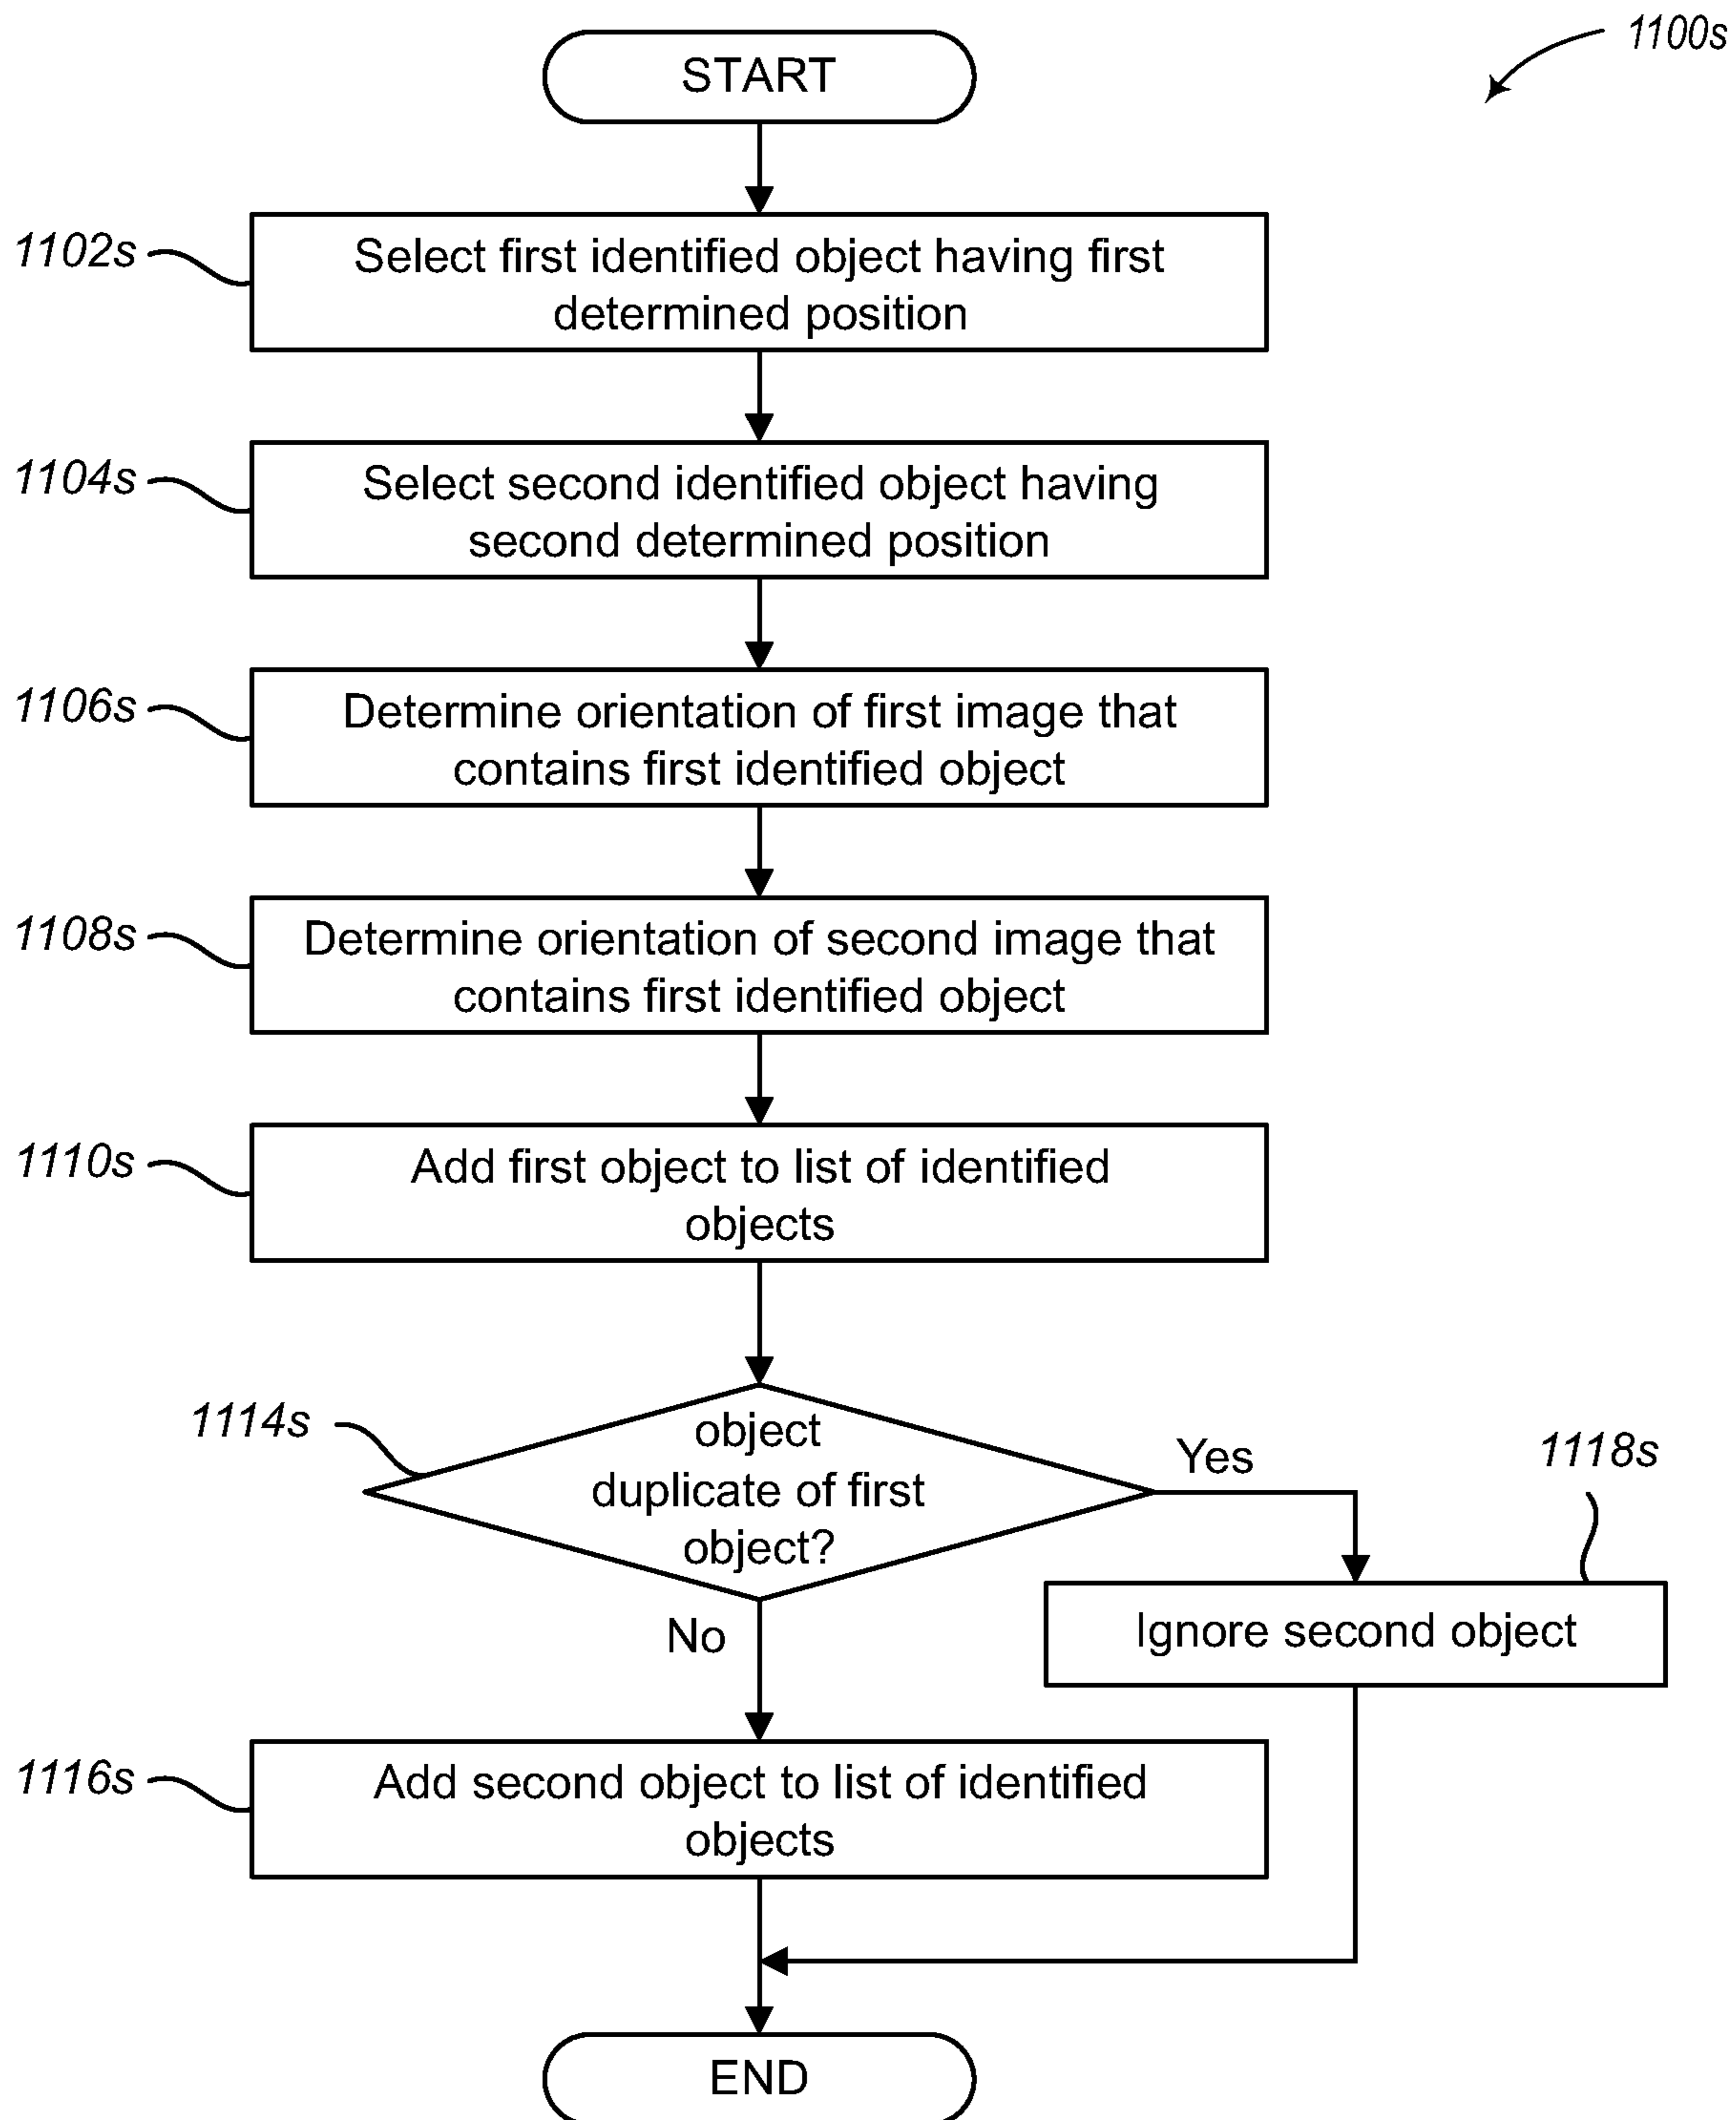 1100s
START
1102s
Select first identified object having first
determined position
1104s
Select second identified object having
second determined position
1106s
Determine orientation of first image that
contains first identified object
1108s
Determine orientation of second image that
contains first identified object
1110s
Add first object to list of identified
objects
1114s
object
duplicate of first
object?
Yes
1118s
Ignore second object
No
1116s
Add second object to list of identified
objects
END